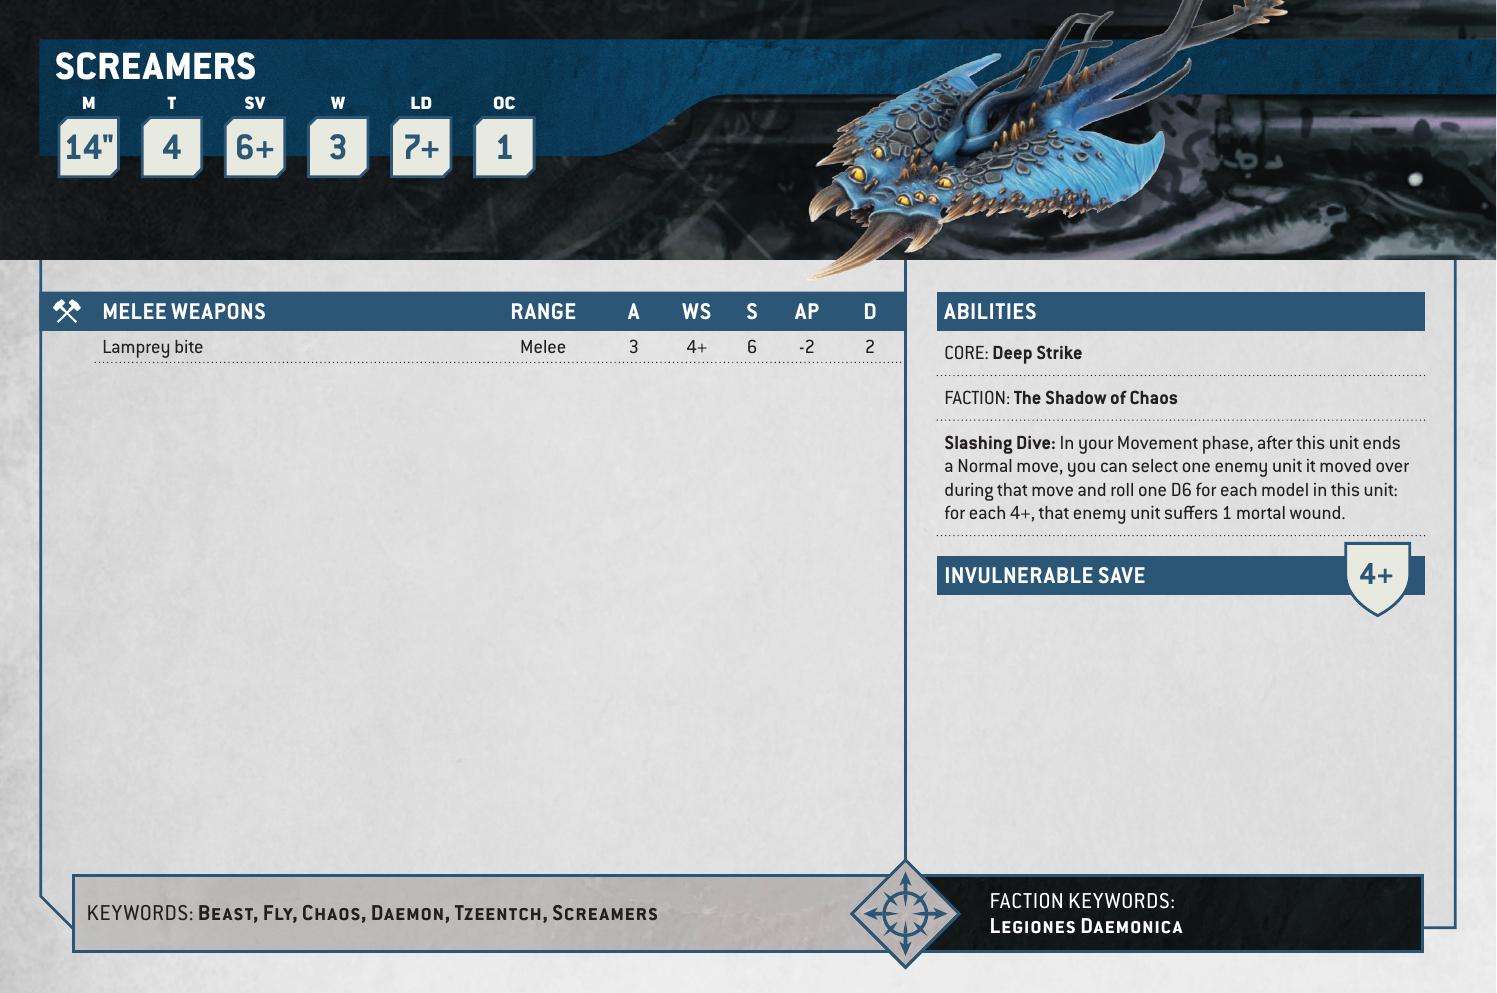 SCREAMERS
M T SV W LD OC
14" 4 6+ 3 7+ 1
MELEE WEAPONS RANGE A WS S AP D
Lamprey bite Melee 3 4+ 6 -2 2
ABILITIES
CORE: Deep Strike
FACTION: The Shadow of Chaos
Slashing Dive: In your Movement phase, after this unit ends
a Normal move, you can select one enemy unit it moved over
during that move and roll one D6 for each model in this unit:
for each 4+, that enemy unit suffers 1 mortal wound.
INVULNERABLE SAVE 4+
KEYWORDS: BEAST, FLY, CHAOS, DAEMON, TZEENTCH, SCREAMERS
FACTION KEYWORDS:
LEGIONES DAEMONICA